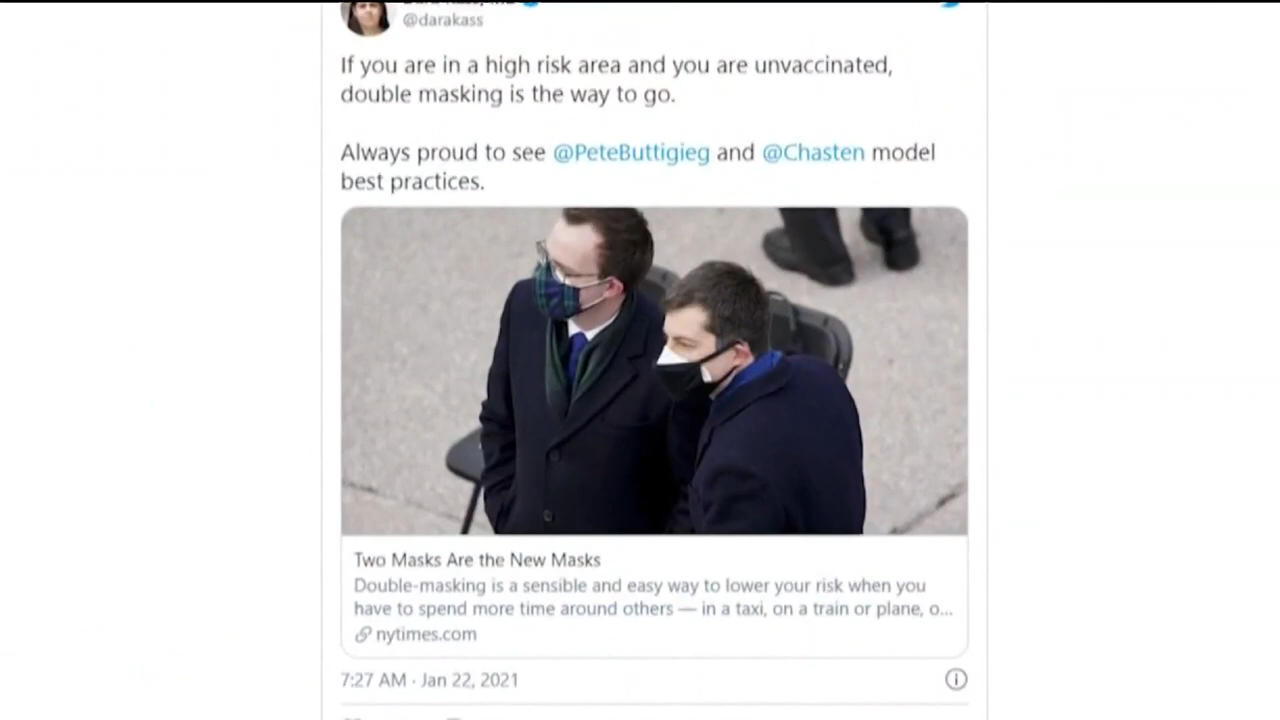 @darakass
If you are in a high risk area and you are unvaccinated,
double masking is the way to go.
Always proud to see @PeteButtigieg and @Chasten model
best practices.
Two Masks Are the New Masks
Double-masking is a sensible and easy way to lower your risk when you
have to spend more time around others — in a taxi, on a train or plane, o...
nytimes.com
7:27 AM · Jan 22, 2021